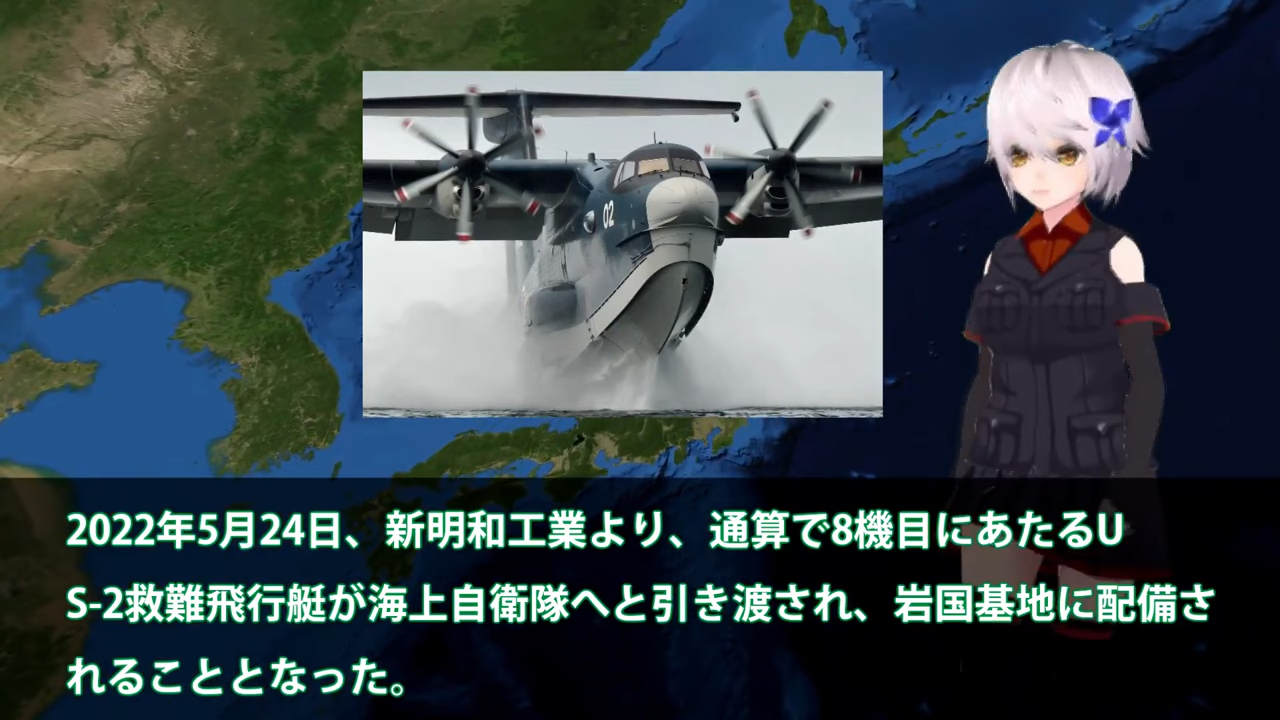 02
2022年5月24日、新明和工業より、通算で8機目にあたるU
S-2救難飛行艇が海上自衛隊へと引き渡され、岩国基地に配備さ
れることとなった。